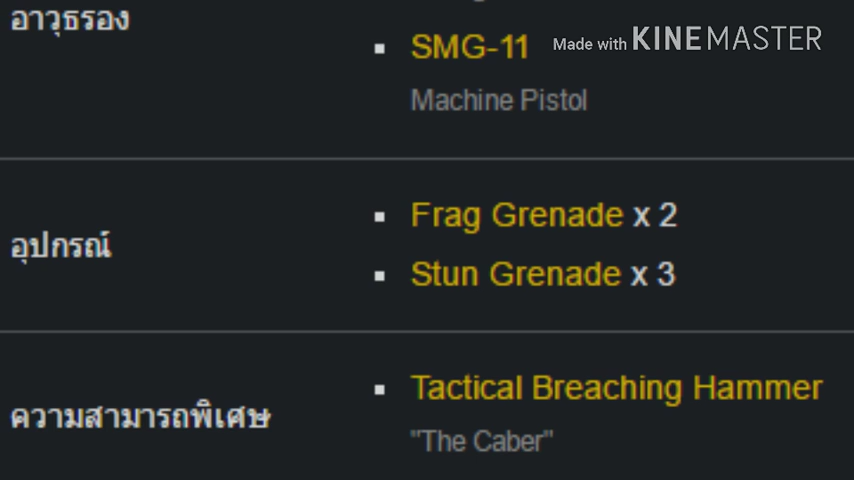 อาวุธรอง
SMG-11
Made with KINEMASTER
Machine Pistol
Frag Grenade x 2
อุปกรณ์
Stun Grenade x 3
Tactical Breaching Hammer
ความสามารถพิเศษ
"The Caber"